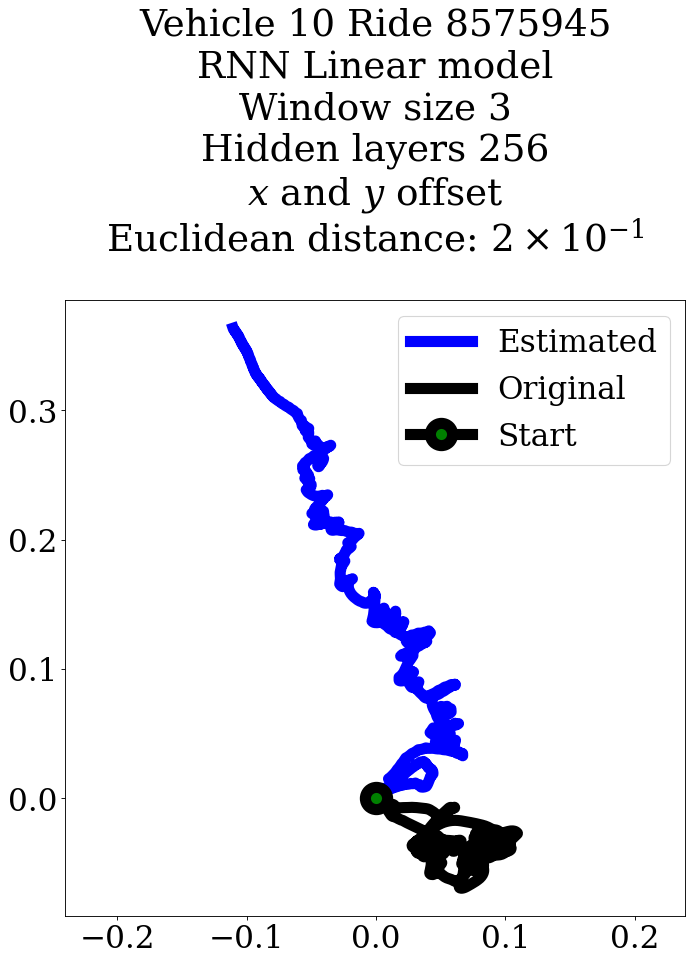 Vehicle 10 Ride 8575945
RNN Linear model
Window size 3
Hidden layers 256
x and y offset
Euclidean distance: 2 × 10⁻¹
Estimated
Original
Start
0.3
0.2
0.1
0.0
−0.2 −0.1 0.0 0.1 0.2